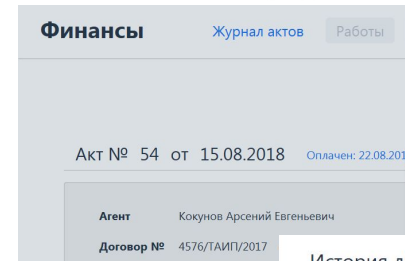 Финансы Журнал актов Работы
Акт № 54 от 15.08.2018 Оплачен: 22.08.201
Агент Кокунов Арсений Евгеньевич
Договор № 4576/ТАИП/2017
История